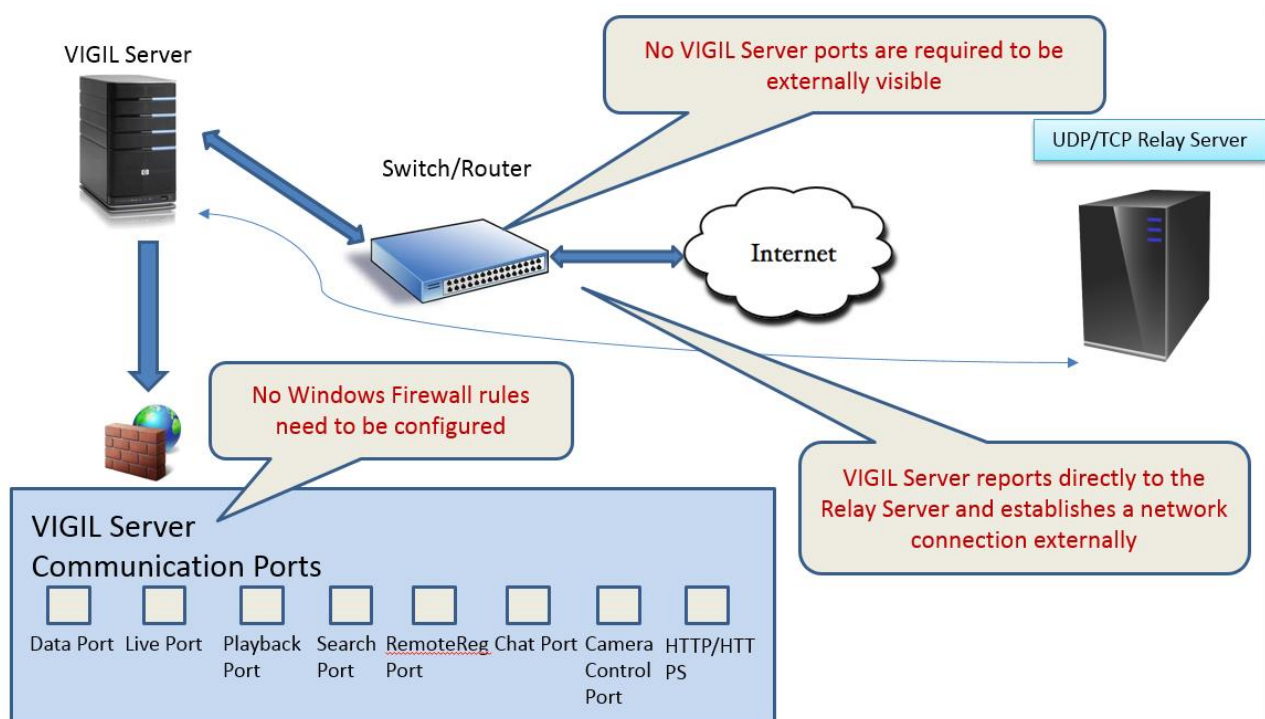 VIGIL Server
No VIGIL Server ports are required to be
externally visible
UDP/TCP Relay Server
Switch/Router
Internet
No Windows Firewall rules
need to be configured
VIGIL Server reports directly to the
Relay Server and establishes a network
connection externally
VIGIL Server
Communication Ports
Data Port
Live Port
Playback
Port
Search
Port
RemoteReg
Port
Chat Port
Camera
Control
Port
HTTP/HTT
PS